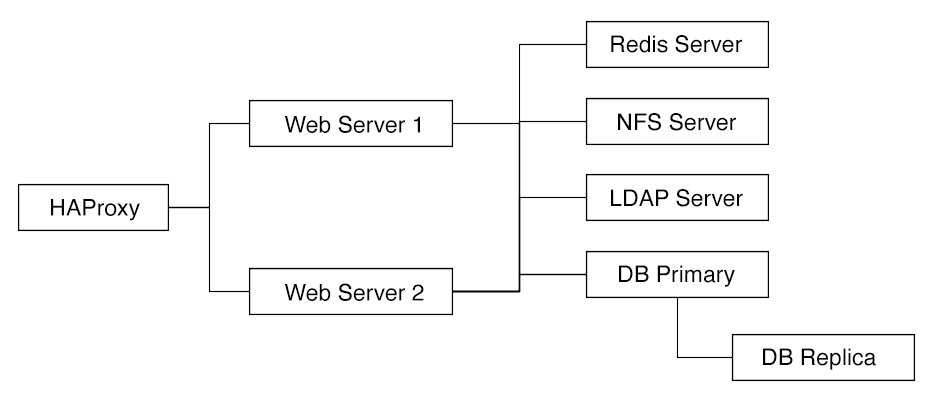 HAProxy
Web Server 1
Web Server 2
Redis Server
NFS Server
LDAP Server
DB Primary
DB Replica